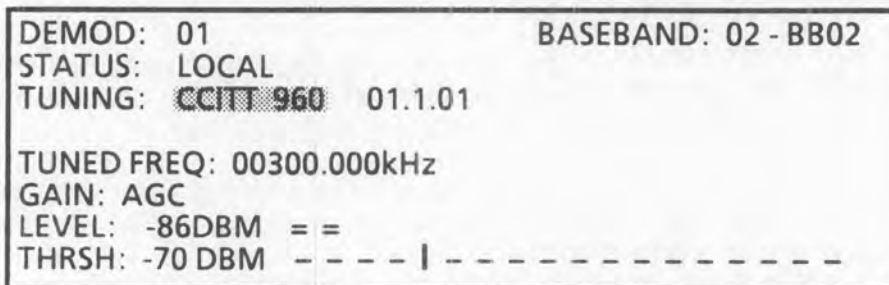 DEMOD: 01 BASEBAND: 02 - BB02
STATUS: LOCAL
TUNING: CCITT 960 01.1.01
TUNED FREQ: 00300.000kHz
GAIN: AGC
LEVEL: -86DBM = =
THRSH: -70 DBM - - - - | - - - - - - - - - - - - - -